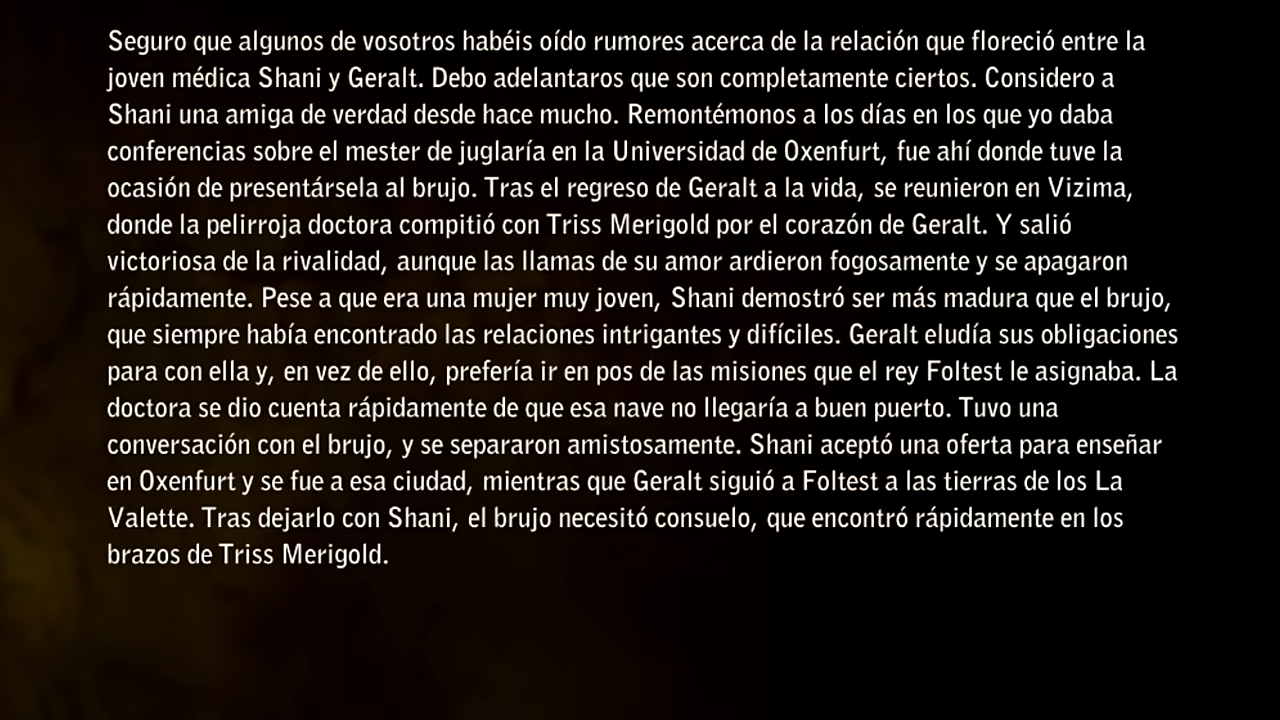 Seguro que algunos de vosotros habéis oído rumores acerca de la relación que floreció entre la
joven médica Shani y Geralt. Debo adelantaros que son completamente ciertos. Considero a
Shani una amiga de verdad desde hace mucho. Remontémonos a los días en los que yo daba
conferencias sobre el mester de juglaría en la Universidad de Oxenfurt, fue ahí donde tuve la
ocasión de presentársela al brujo. Tras el regreso de Geralt a la vida, se reunieron en Vizima,
donde la pelirroja doctora compitió con Triss Merigold por el corazón de Geralt. Y salió
victoriosa de la rivalidad, aunque las llamas de su amor ardieron fogosamente y se apagaron
rápidamente. Pese a que era una mujer muy joven, Shani demostró ser más madura que el brujo,
que siempre había encontrado las relaciones intrigantes y difíciles. Geralt eludía sus obligaciones
para con ella y, en vez de ello, prefería ir en pos de las misiones que el rey Foltest le asignaba. La
doctora se dio cuenta rápidamente de que esa nave no llegaría a buen puerto. Tuvo una
conversación con el brujo, y se separaron amistosamente. Shani aceptó una oferta para enseñar
en Oxenfurt y se fue a esa ciudad, mientras que Geralt siguió a Foltest a las tierras de los La
Valette. Tras dejarlo con Shani, el brujo necesitó consuelo, que encontró rápidamente en los
brazos de Triss Merigold.